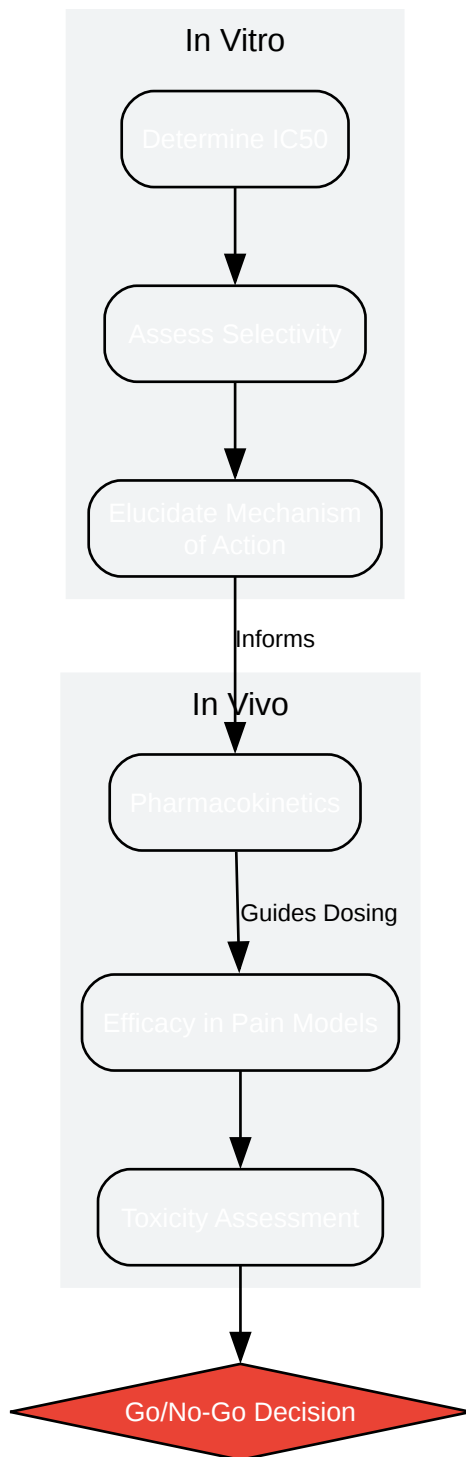 In Vitro
Determine IC50
Assess Selectivity
Elucidate Mechanism
of Action
Informs
In Vivo
Pharmacokinetics
Guides Dosing
Efficacy in Pain Models
Toxicity Assessment
Go/No-Go Decision